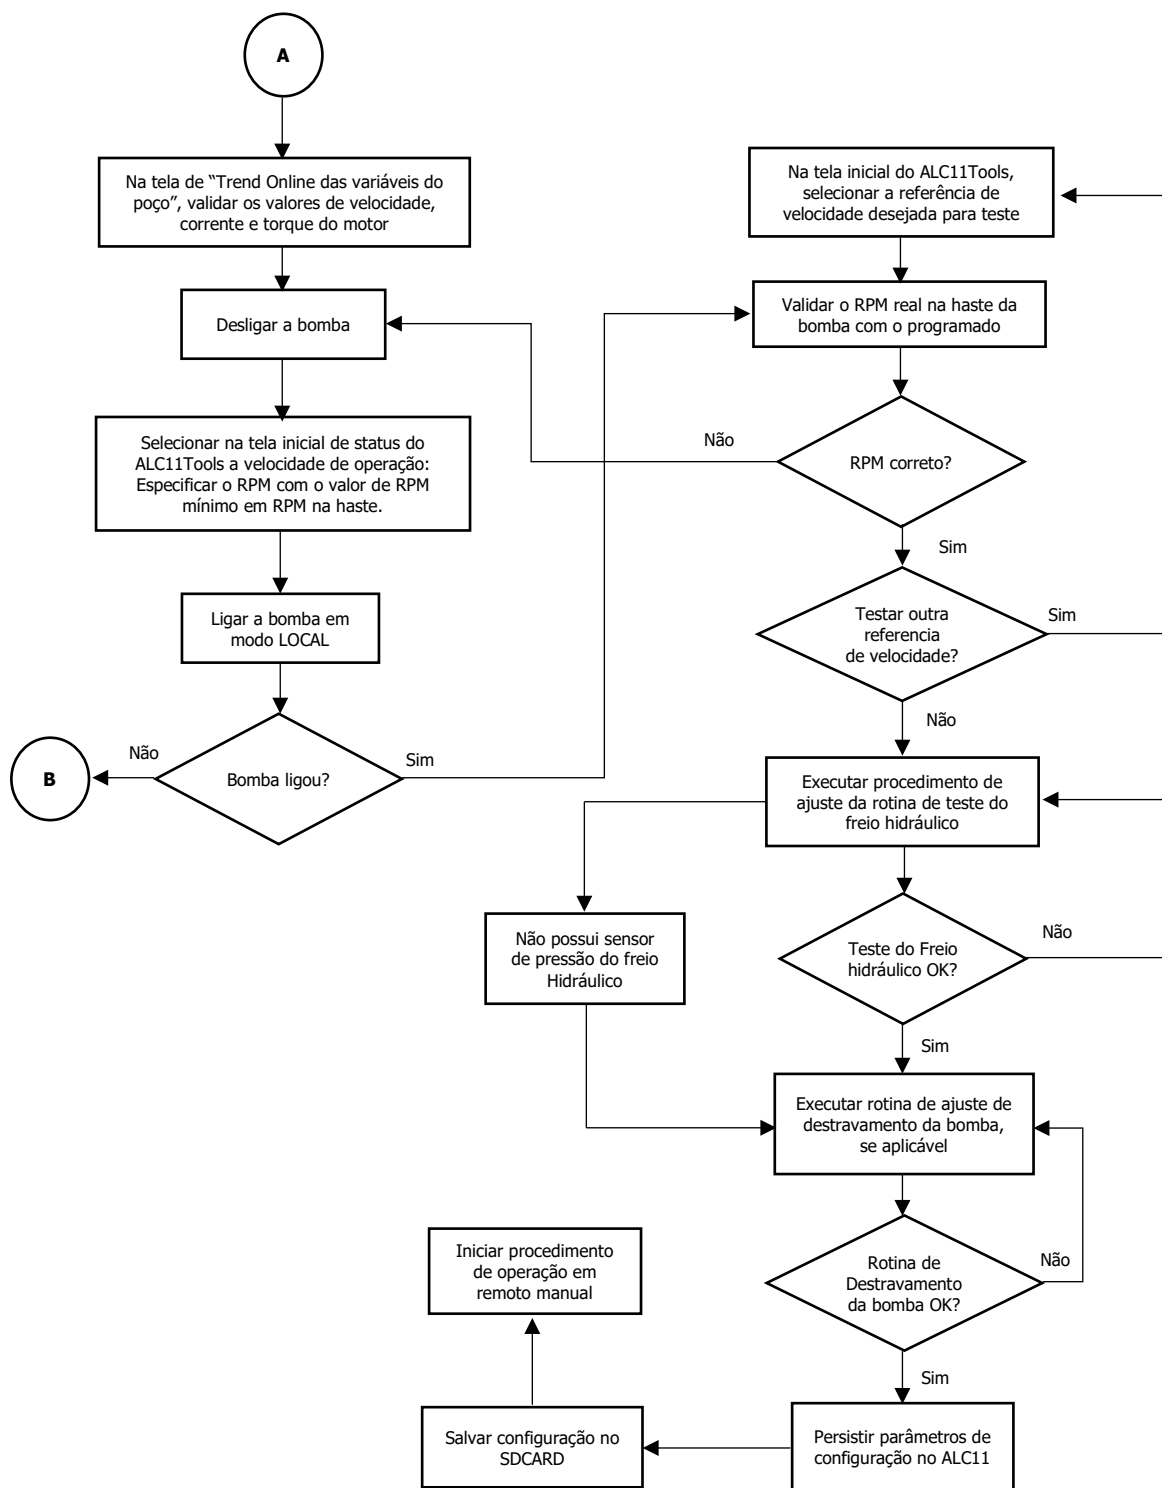 A
Na tela de “Trend Online das variáveis do
poço”, validar os valores de velocidade,
corrente e torque do motor
Desligar a bomba
Selecionar na tela inicial de status do
ALC11Tools a velocidade de operação:
Especificar o RPM com o valor de RPM
mínimo em RPM na haste.
Ligar a bomba em
modo LOCAL
Bomba ligou?
Não
Sim
B
Na tela inicial do ALC11Tools,
selecionar a referência de
velocidade desejada para teste
Validar o RPM real na haste da
bomba com o programado
RPM correto?
Não
Sim
Testar outra
referencia
de velocidade?
Sim
Não
Executar procedimento de
ajuste da rotina de teste do
freio hidráulico
Não possui sensor
de pressão do freio
Hidráulico
Teste do Freio
hidráulico OK?
Não
Sim
Executar rotina de ajuste de
destravamento da bomba,
se aplicável
Rotina de
Destravamento
da bomba OK?
Não
Sim
Persistir parâmetros de
configuração no ALC11
Salvar configuração no
SDCARD
Iniciar procedimento
de operação em
remoto manual